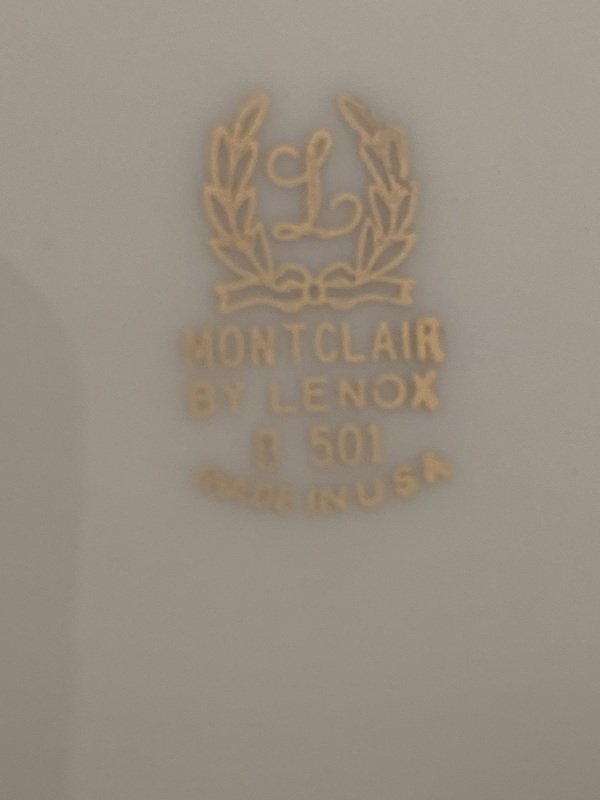 L
MONTCLAIR
BY LENOX
R 501
MADE IN USA